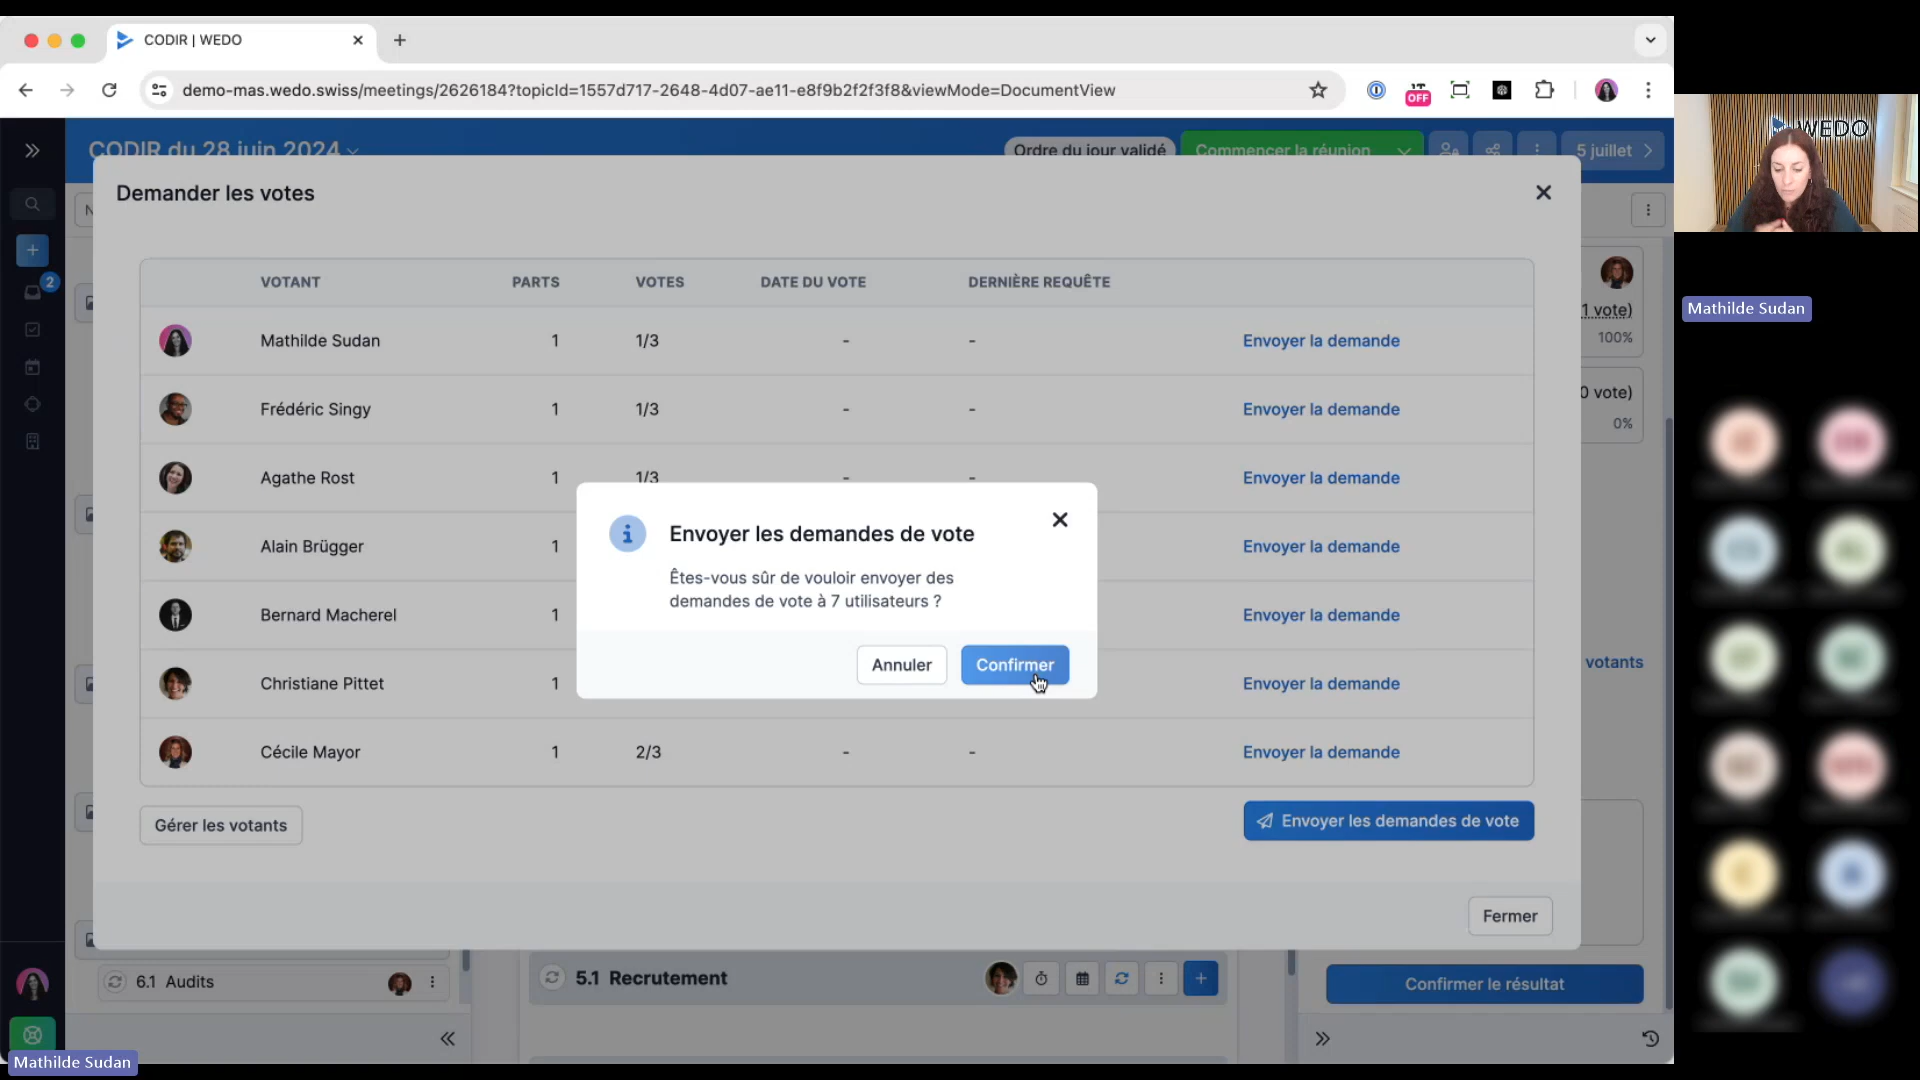 CODIR | WEDO
demo-mas.wedo.swiss/meetings/2626184?topicId=1557d717-2648-4d07-ae11-e8f9b2f2f3f8&viewMode=DocumentView
OFF
CODIR du 28 juin 2024
Ordre du jour validé
Commencer la réunion
5 juillet
WEDO
Demander les votes
2
VOTANT PARTS VOTES DATE DU VOTE DERNIÈRE REQUÊTE
Mathilde Sudan 1 1/3 - - Envoyer la demande
Frédéric Singy 1 1/3 - - Envoyer la demande
Agathe Rost 1 1/3 - - Envoyer la demande
Alain Brügger 1 Envoyer la demande
Bernard Macherel 1 Envoyer la demande
Christiane Pittet 1 Envoyer la demande
Cécile Mayor 1 2/3 - - Envoyer la demande
1 vote)
100%
0 vote)
0%
votants
Envoyer les demandes de vote
Êtes-vous sûr de vouloir envoyer des
demandes de vote à 7 utilisateurs ?
Annuler
Confirmer
Gérer les votants
Envoyer les demandes de vote
Fermer
6.1 Audits
5.1 Recrutement
Confirmer le résultat
Mathilde Sudan
Mathilde Sudan